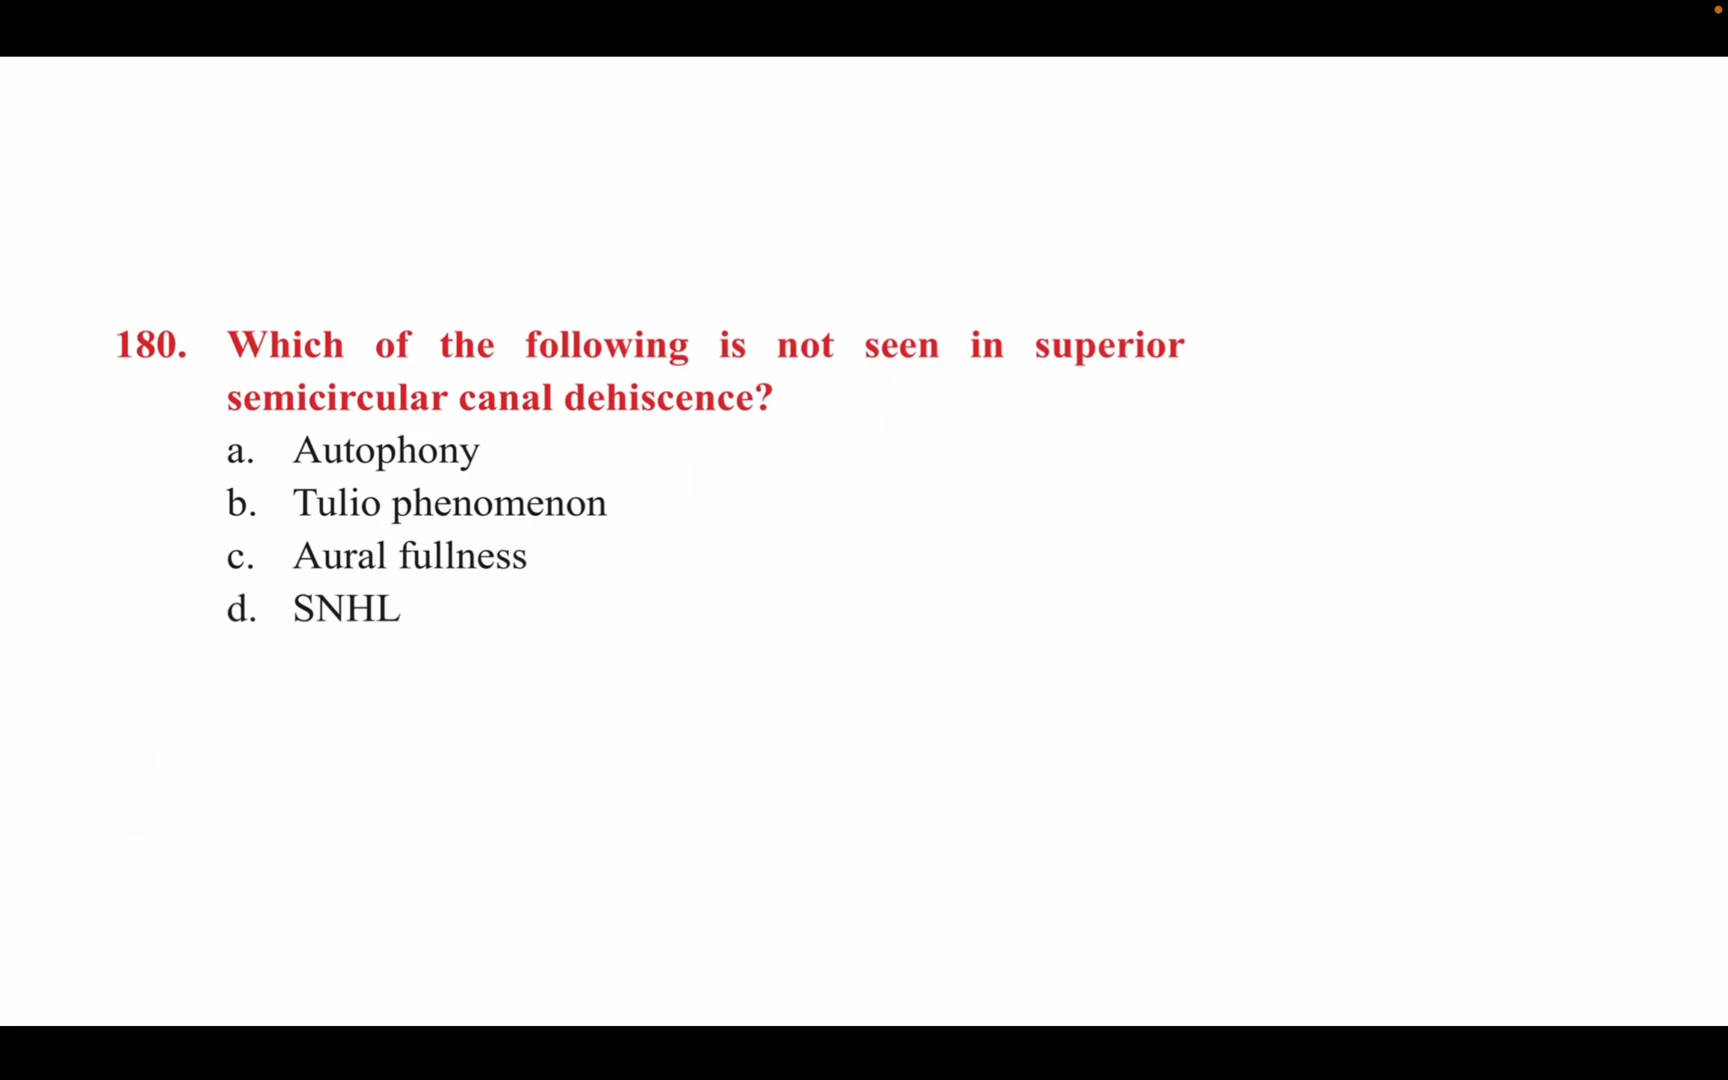 180. Which of the following is not seen in superior
semicircular canal dehiscence?
a. Autophony
b. Tulio phenomenon
c. Aural fullness
d. SNHL